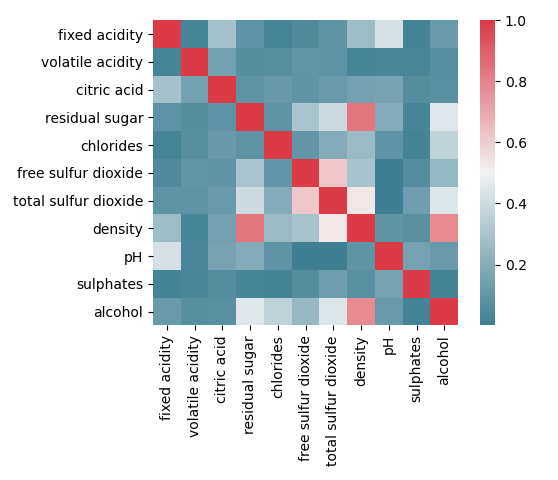 fixed acidity
volatile acidity
citric acid
residual sugar
chlorides
free sulfur dioxide
total sulfur dioxide
density
pH
sulphates
alcohol
fixed acidity
volatile acidity
citric acid
residual sugar
chlorides
free sulfur dioxide
total sulfur dioxide
density
pH
sulphates
alcohol
1.0
0.8
0.6
0.4
0.2